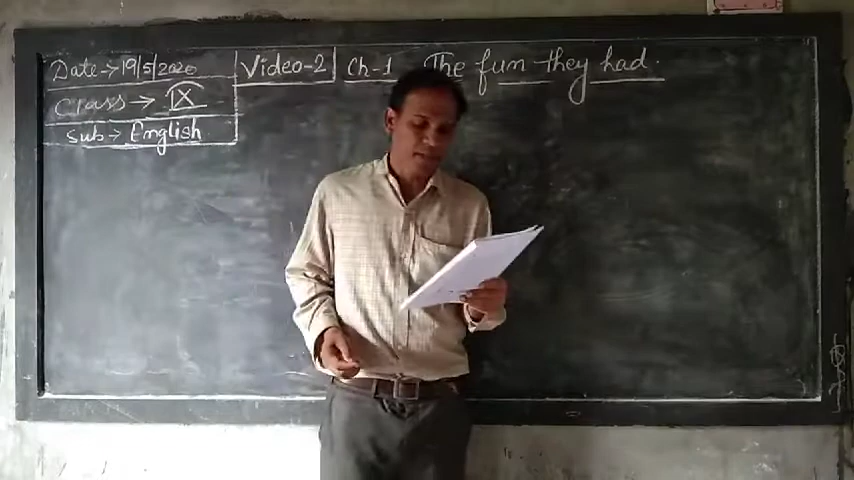 Date → 19/5/2020
Video-2
Ch-1
The fun they had.
Class → IX
Sub → English